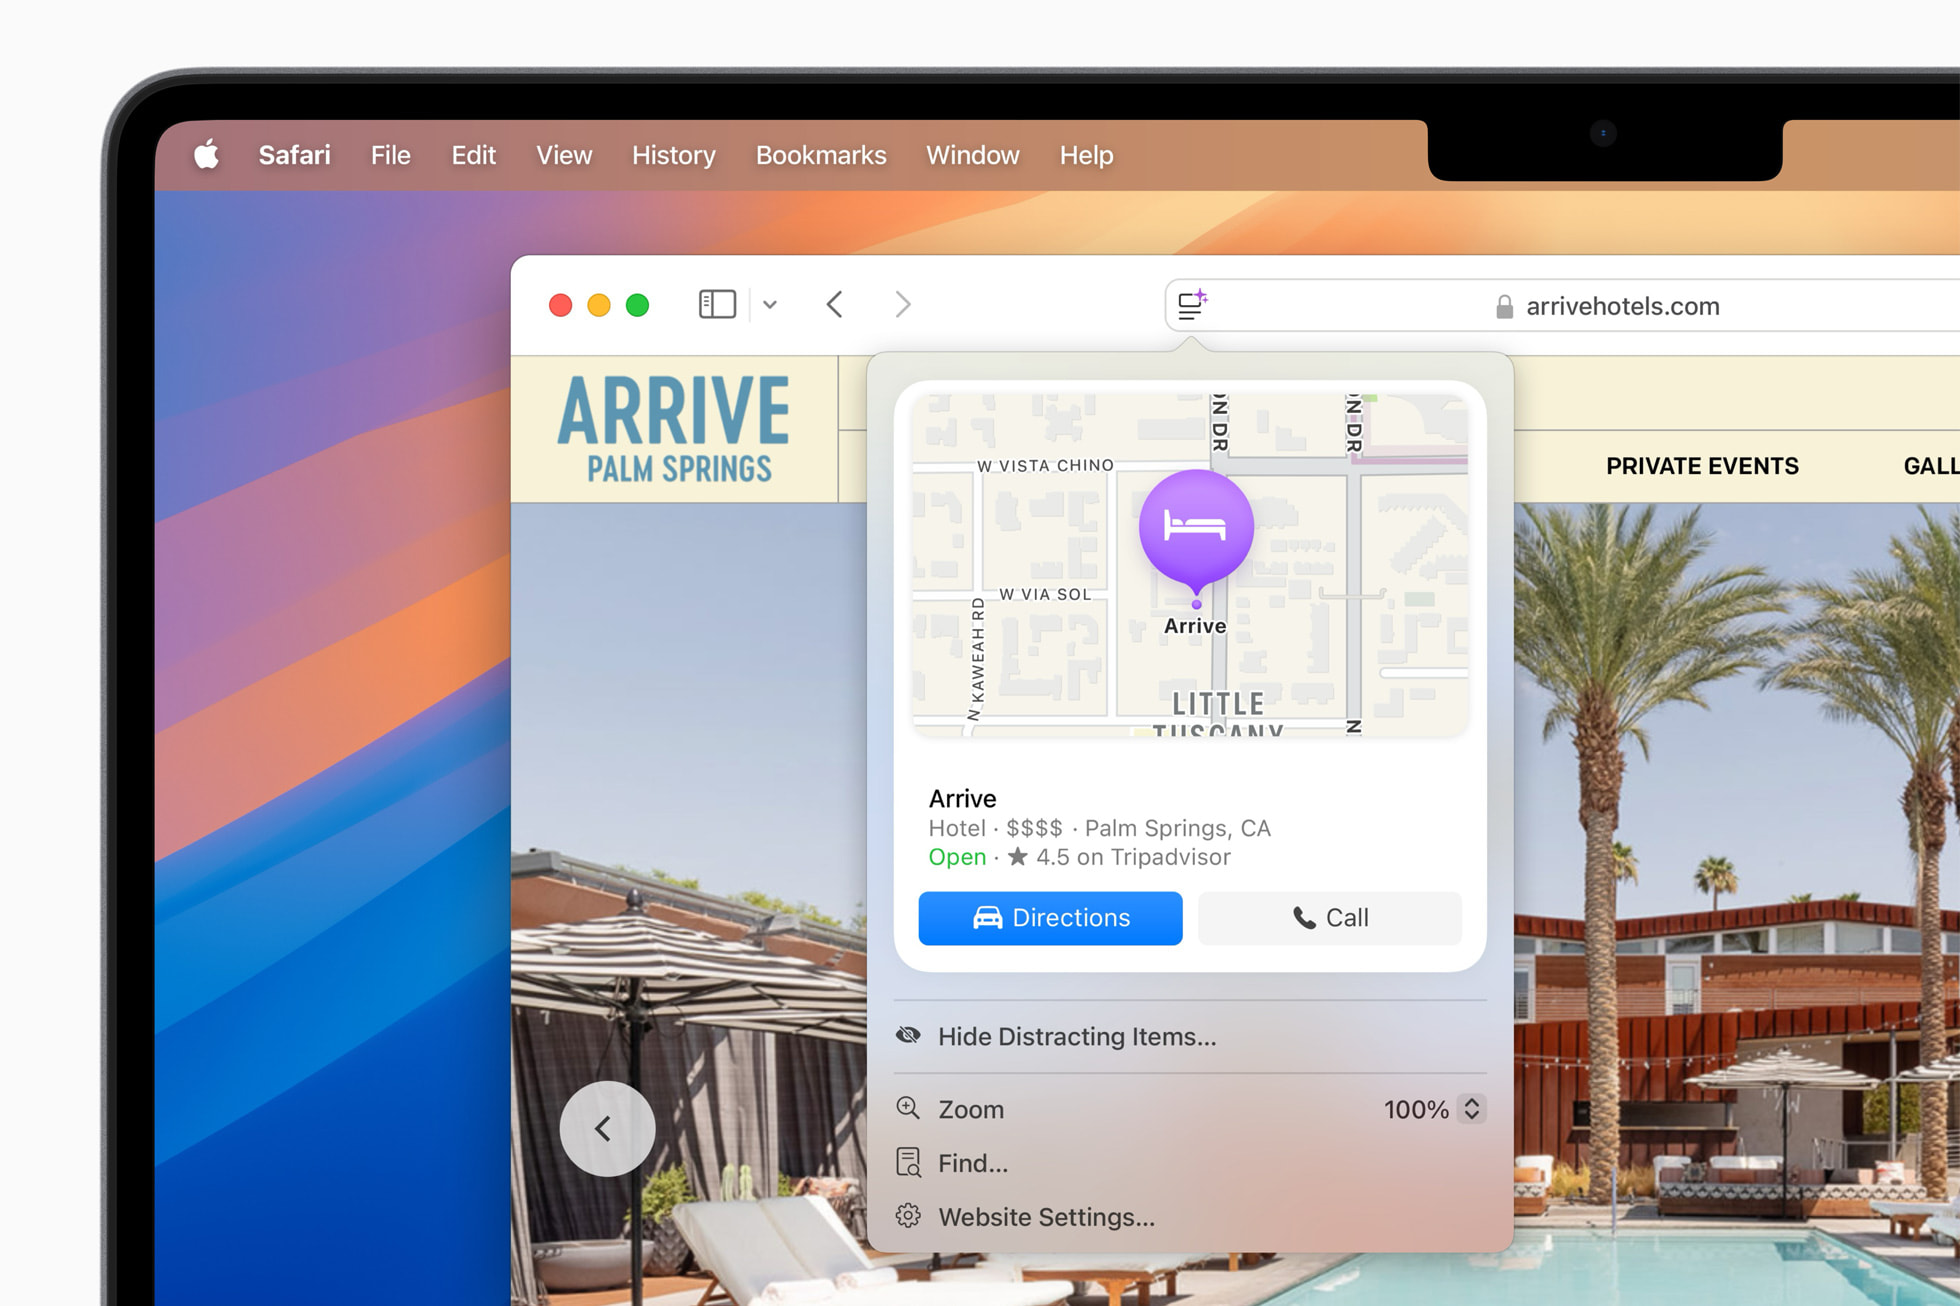 Safari File Edit View History Bookmarks Window Help
arrivehotels.com
ARRIVE
PALM SPRINGS
PRIVATE EVENTS
W VISTA CHINO
W VIA SOL
N KAWEAH RD
N DR
N DR
Arrive
LITTLE
TUSCANY
N
Arrive
Hotel · $$$$ · Palm Springs, CA
Open · ★ 4.5 on Tripadvisor
Directions
Call
Hide Distracting Items...
Zoom 100%
Find...
Website Settings...